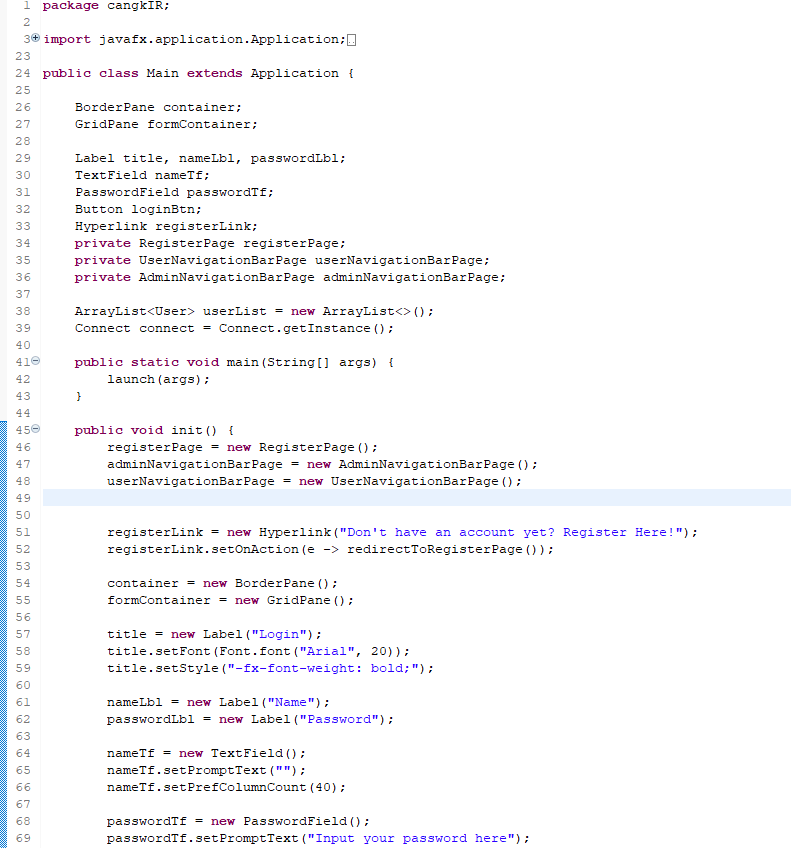 1 package cangkIR;
2
3 import javafx.application.Application;
23
24 public class Main extends Application {
25
26     BorderPane container;
27     GridPane formContainer;
28
29     Label title, nameLbl, passwordLbl;
30     TextField nameTf;
31     PasswordField passwordTf;
32     Button loginBtn;
33     Hyperlink registerLink;
34     private RegisterPage registerPage;
35     private UserNavigationBarPage userNavigationBarPage;
36     private AdminNavigationBarPage adminNavigationBarPage;
37
38     ArrayList<User> userList = new ArrayList<>();
39     Connect connect = Connect.getInstance();
40
41     public static void main(String[] args) {
42         launch(args);
43     }
44
45     public void init() {
46         registerPage = new RegisterPage();
47         adminNavigationBarPage = new AdminNavigationBarPage();
48         userNavigationBarPage = new UserNavigationBarPage();
49
50
51         registerLink = new Hyperlink("Don't have an account yet? Register Here!");
52         registerLink.setOnAction(e -> redirectToRegisterPage());
53
54         container = new BorderPane();
55         formContainer = new GridPane();
56
57         title = new Label("Login");
58         title.setFont(Font.font("Arial", 20));
59         title.setStyle("-fx-font-weight: bold;");
60
61         nameLbl = new Label("Name");
62         passwordLbl = new Label("Password");
63
64         nameTf = new TextField();
65         nameTf.setPromptText("");
66         nameTf.setPrefColumnCount(40);
67
68         passwordTf = new PasswordField();
69         passwordTf.setPromptText("Input your password here");